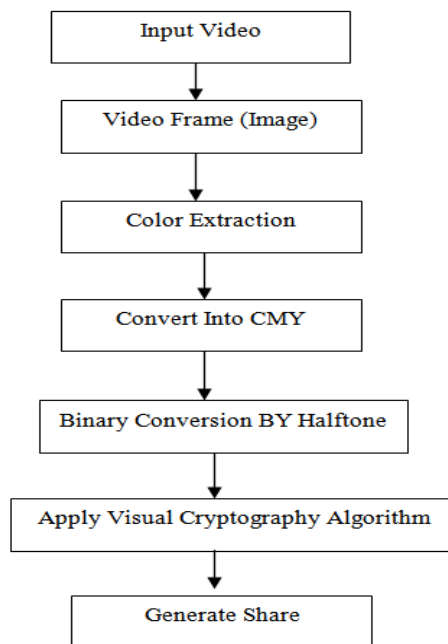 Input Video
Video Frame (Image)
Color Extraction
Convert Into CMY
Binary Conversion BY Halftone
Apply Visual Cryptography Algorithm
Generate Share